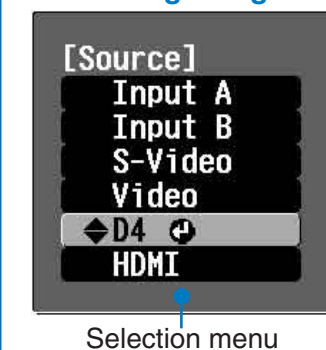 [Source]
Input A
Input B
S-Video
Video
D4
HDMI
Selection menu